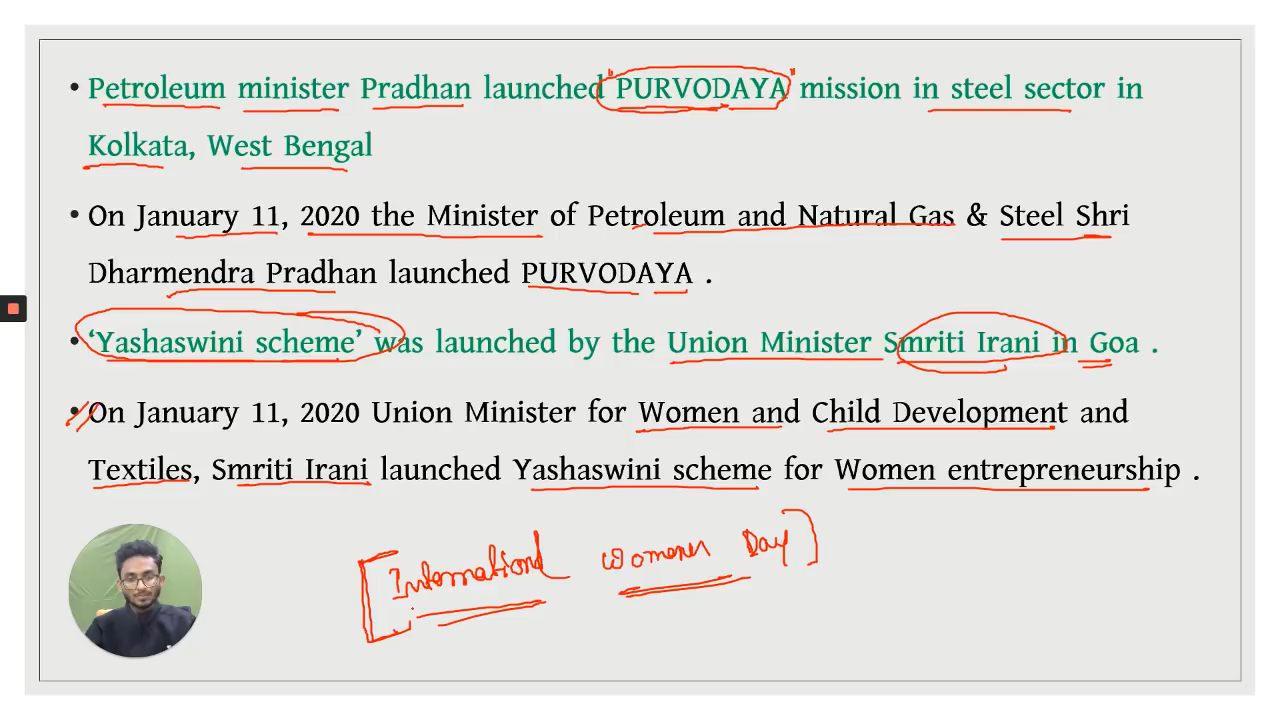 • Petroleum minister Pradhan launched "PURVODAYA" mission in steel sector in
Kolkata, West Bengal
• On January 11, 2020 the Minister of Petroleum and Natural Gas & Steel Shri
Dharmendra Pradhan launched PURVODAYA .
• ‘Yashaswini scheme’ was launched by the Union Minister Smriti Irani in Goa .
• On January 11, 2020 Union Minister for Women and Child Development and
Textiles, Smriti Irani launched Yashaswini scheme for Women entrepreneurship .
[International Womenes Day]